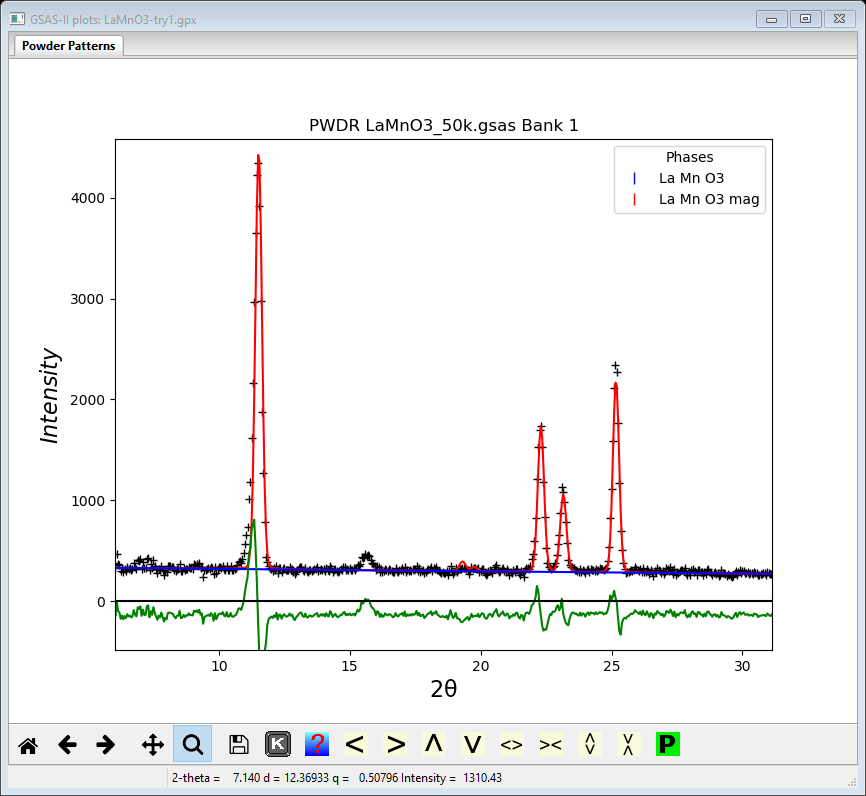 GSAS-II plots: LaMnO3-try1.gpx
Powder Patterns
PWDR LaMnO3_50k.gsas Bank 1
Phases
La Mn O3
La Mn O3 mag
Intensity
4000
3000
2000
1000
0
10 15 20 25 30
2θ
K ? < > Λ V <> >< P
2-theta = 7.140 d = 12.36933 q = 0.50796 Intensity = 1310.43